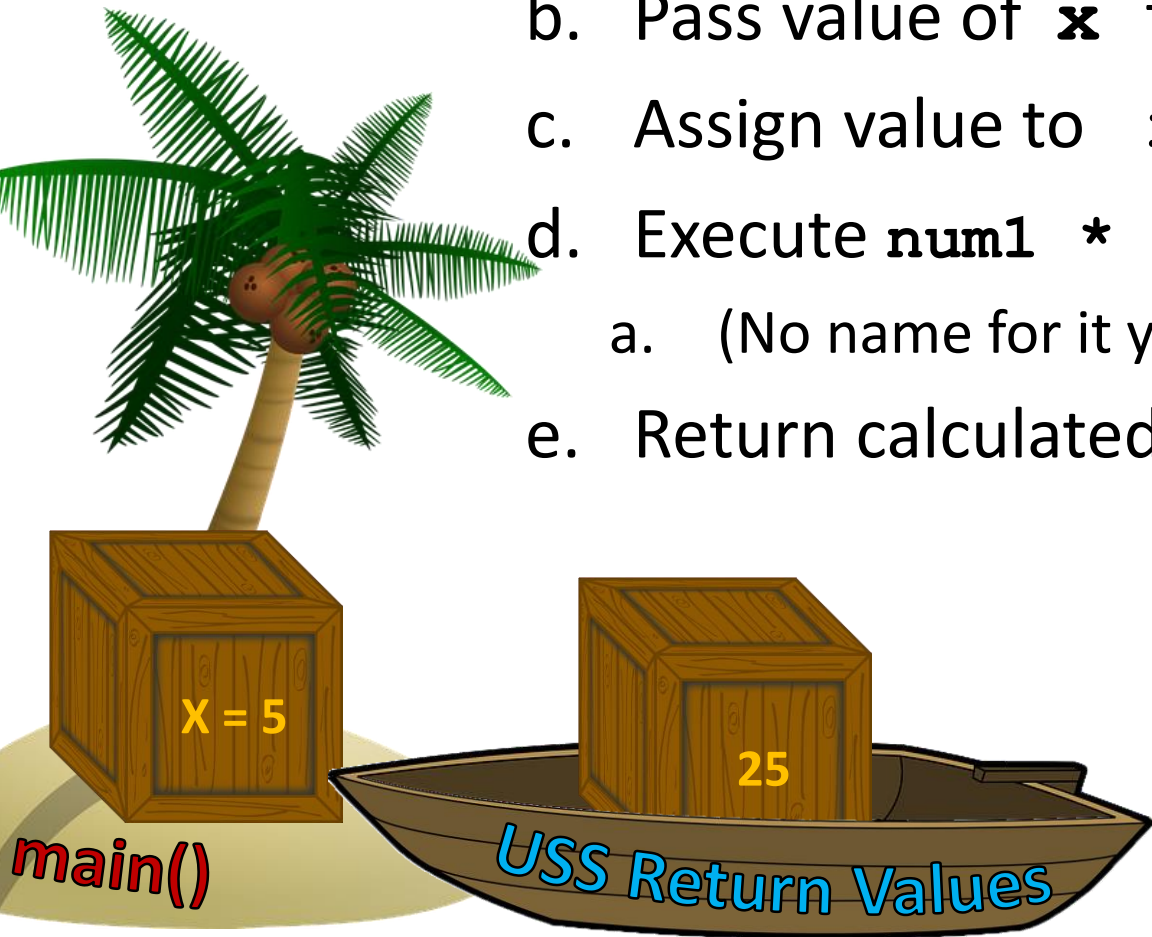 b. Pass value of x
c. Assign value to
d. Execute num1 *
a. (No name for it
e. Return calculated
X = 5
25
main()
USS Return Values